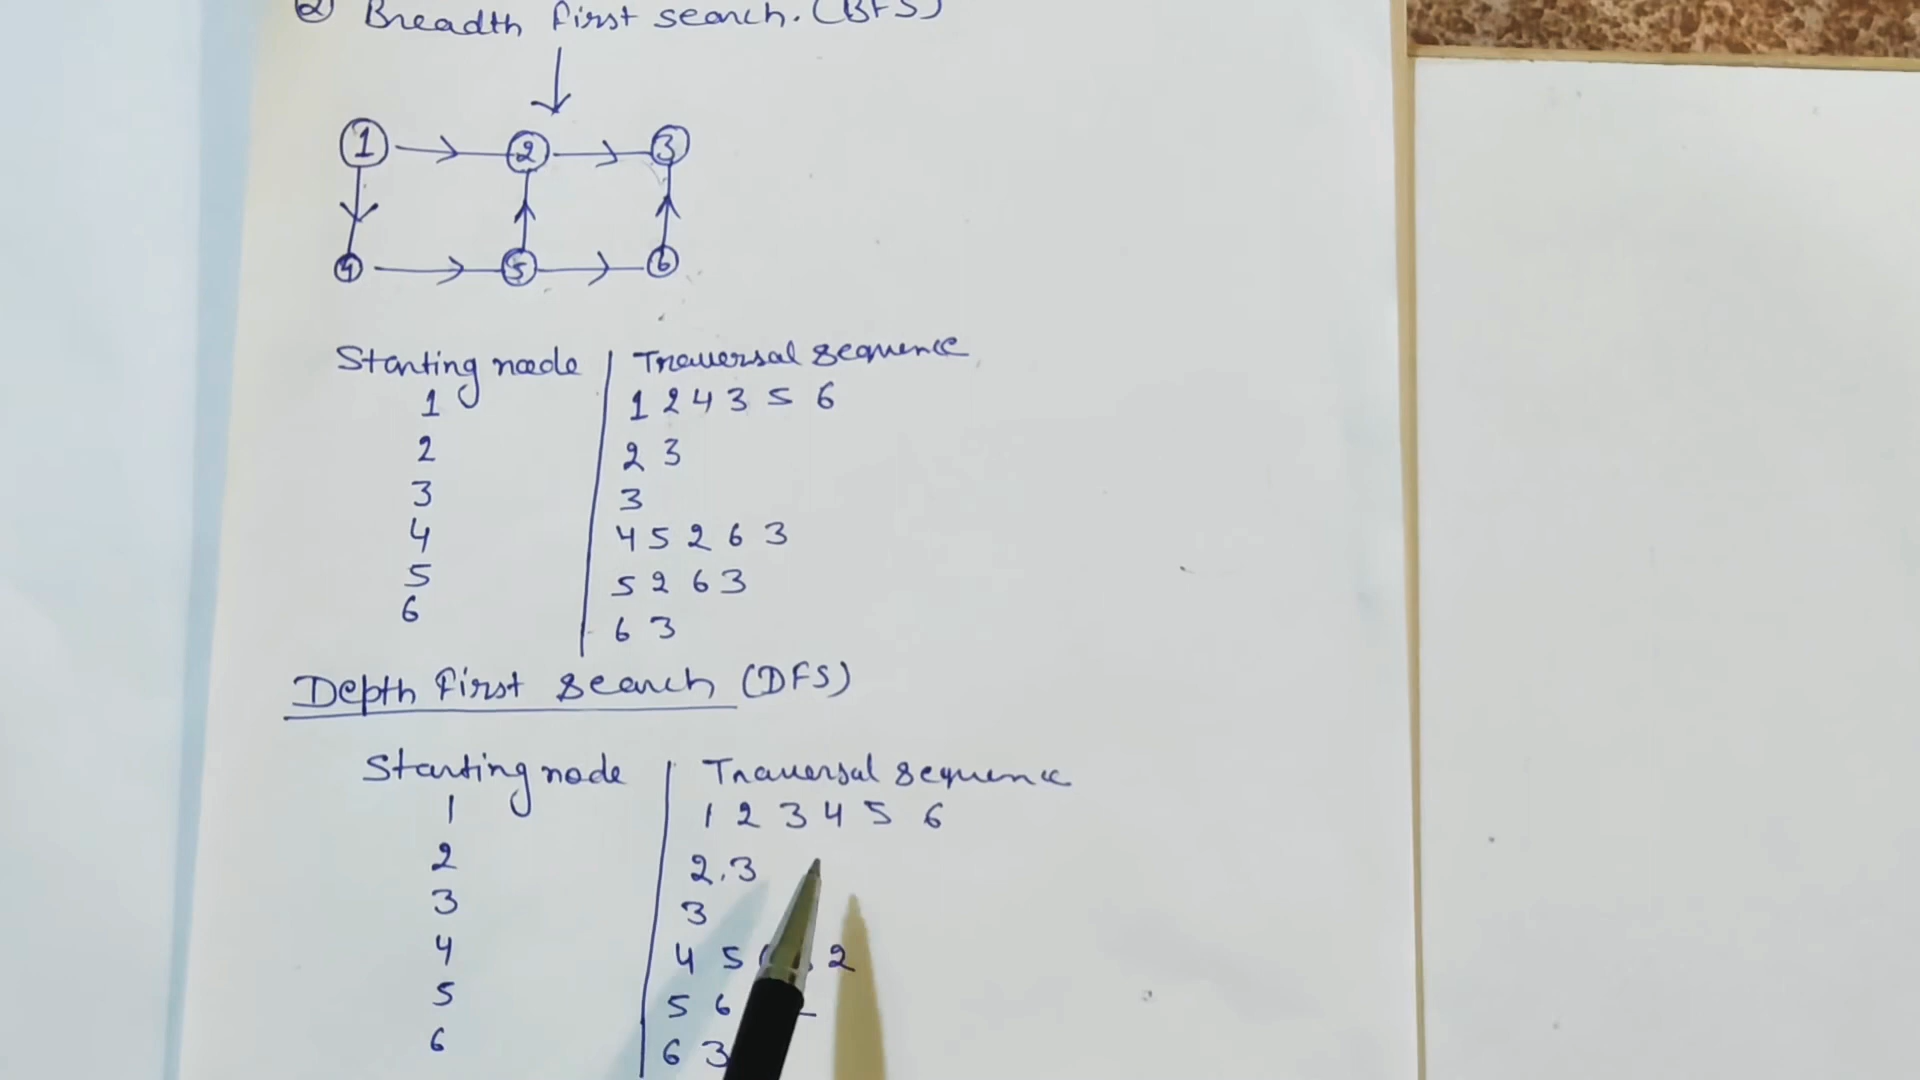 ② Breadth first search. (BFS)
1 2 3
4 5 6
Starting node | Traversal sequence
1 1 2 4 3 5 6
2 2 3
3 3
4 4 5 2 6 3
5 5 2 6 3
6 6 3
Depth first search (DFS)
Starting node | Traversal sequence
1 1 2 3 4 5 6
2 2, 3
3 3
4 4 5 2
5 5 6
6 6 3